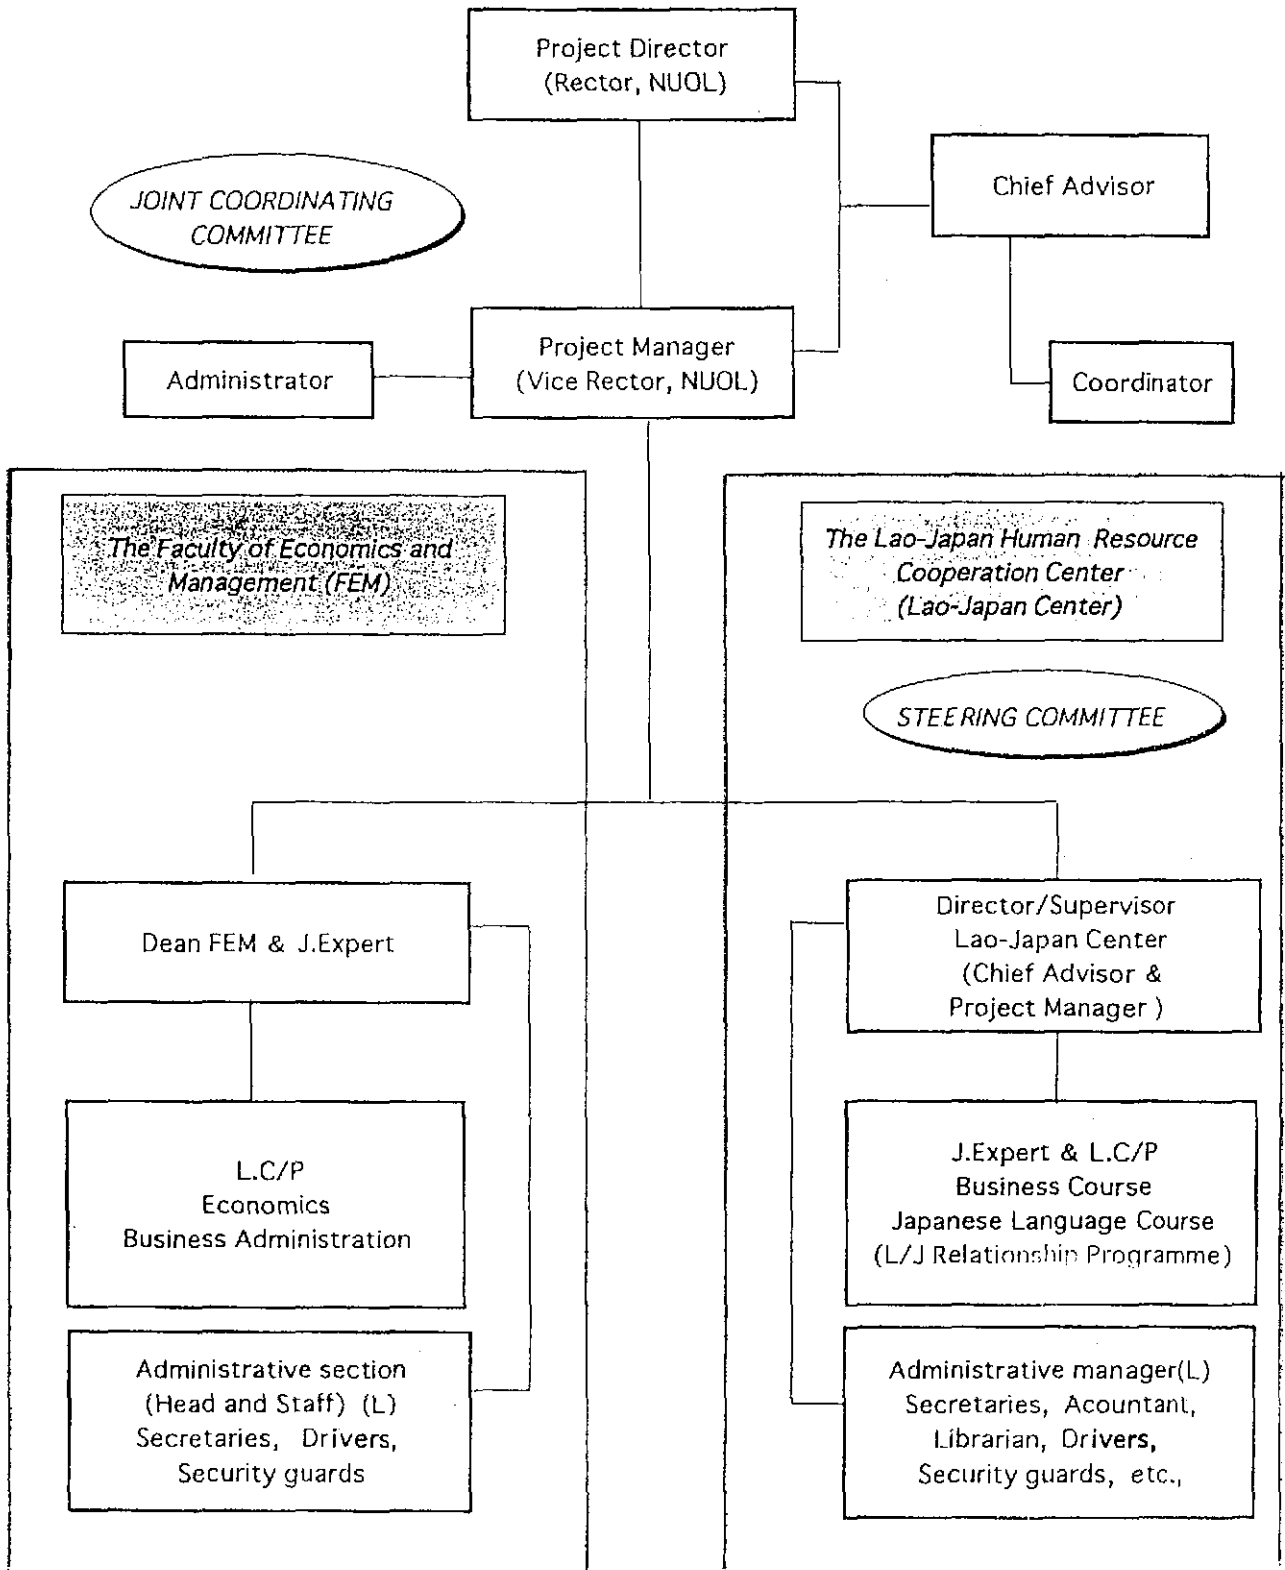 Project Director
(Rector, NUOL)
JOINT COORDINATING
COMMITTEE
Chief Advisor
Project Manager
(Vice Rector, NUOL)
Administrator
Coordinator
The Faculty of Economics and
Management (FEM)
The Lao-Japan Human Resource
Cooperation Center
(Lao-Japan Center)
STEERING COMMITTEE
Dean FEM & J.Expert
Director/Supervisor
Lao-Japan Center
(Chief Advisor &
Project Manager )
L.C/P
Economics
Business Administration
J.Expert & L.C/P
Business Course
Japanese Language Course
(L/J Relationship Programme)
Administrative section
(Head and Staff) (L)
Secretaries, Drivers,
Security guards
Administrative manager(L)
Secretaries, Acountant,
Librarian, Drivers,
Security guards, etc.,